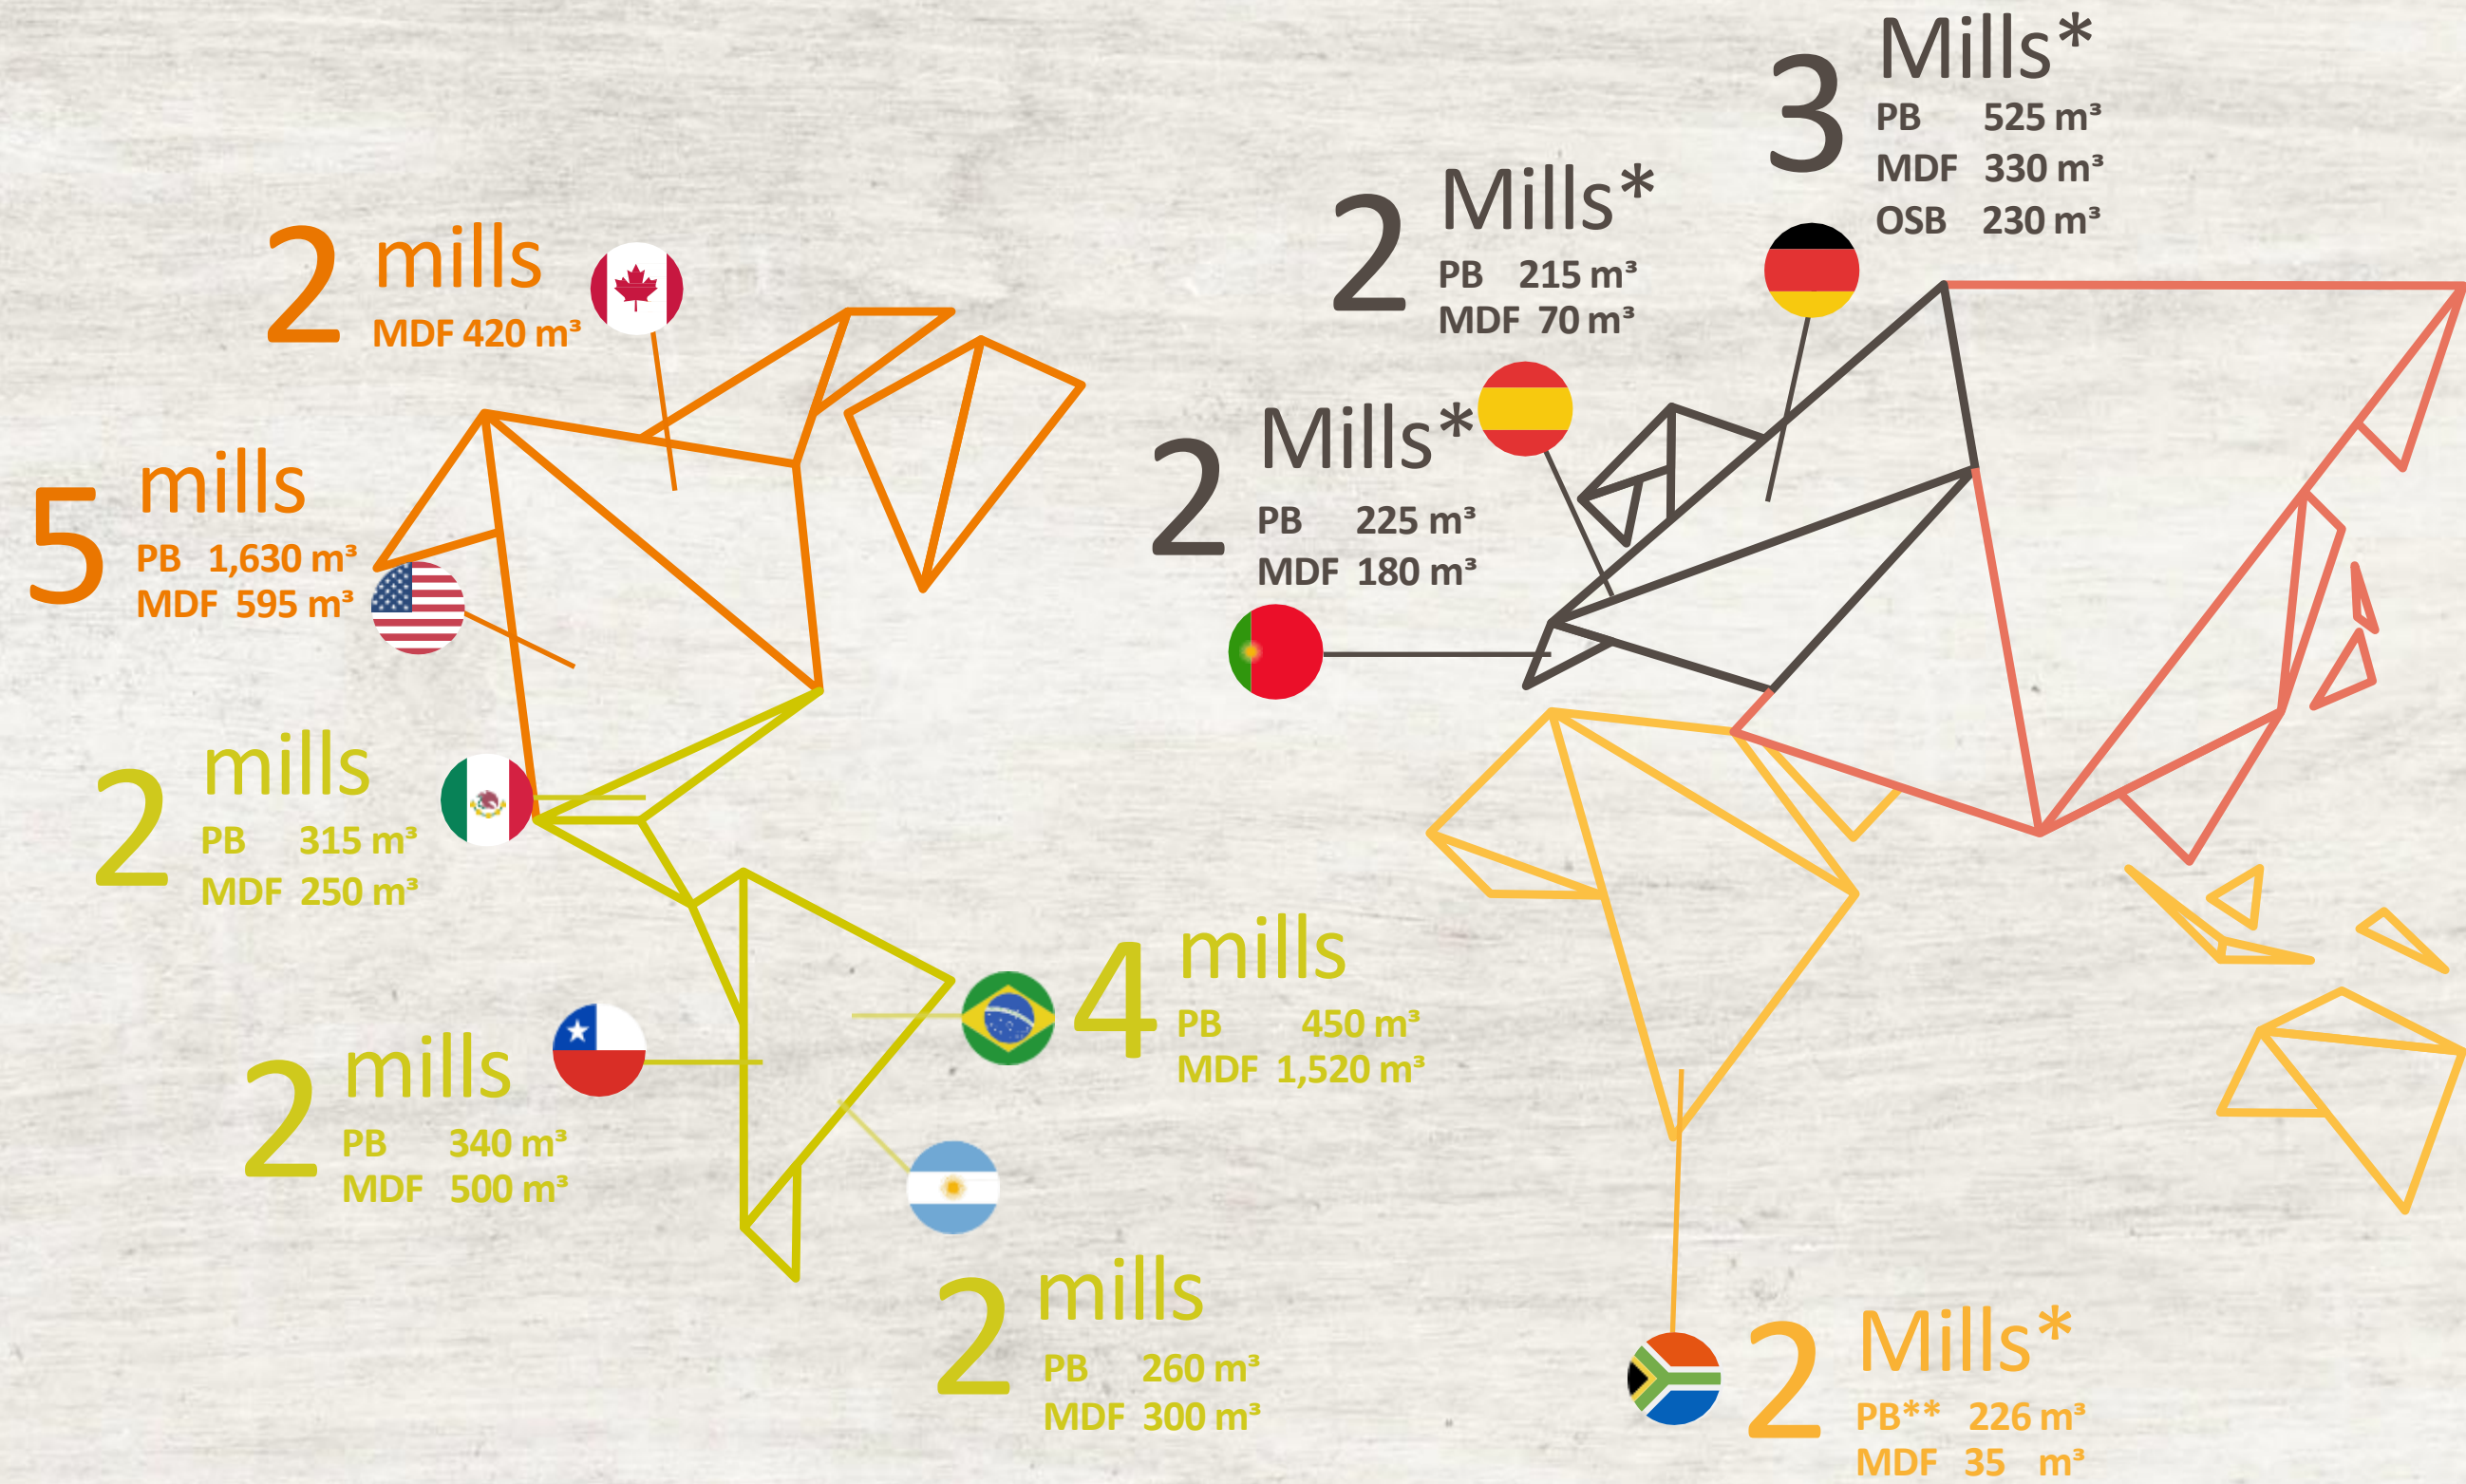 2 mills
MDF 420 m³
5 mills
PB 1,630 m³
MDF 595 m³
2 mills
PB 315 m³
MDF 250 m³
2 mills
PB 340 m³
MDF 500 m³
4 mills
PB 450 m³
MDF 1,520 m³
2 mills
PB 260 m³
MDF 300 m³
3 Mills*
PB 525 m³
MDF 330 m³
OSB 230 m³
2 Mills*
PB 215 m³
MDF 70 m³
2 Mills*
PB 225 m³
MDF 180 m³
2 Mills*
PB** 226 m³
MDF 35 m³